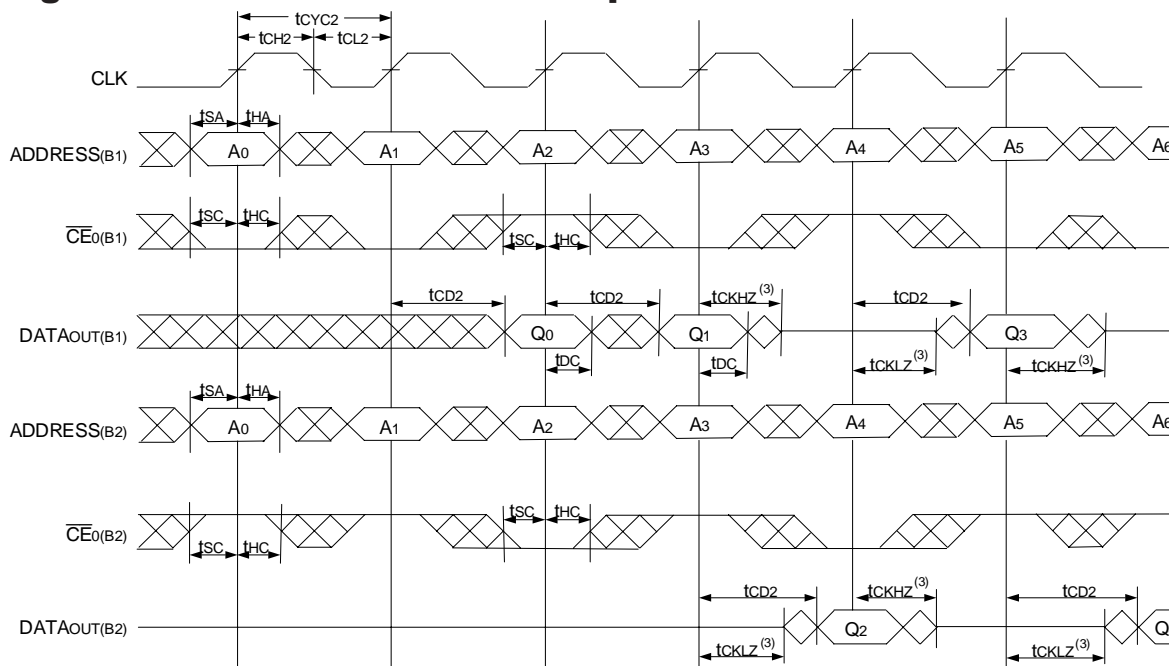 tCYC2
tCH2 tCL2
CLK
tSA tHA
ADDRESS(B1) A0 A1 A2 A3 A4 A5 A6
tSC tHC
CE0(B1)
tSC tHC
tCD2 tCD2 tCKHZ(3) tCD2
DATAOUT(B1) Q0 Q1 Q3
tDC tDC tCKLZ(3) tCKHZ(3)
tSA tHA
ADDRESS(B2) A0 A1 A2 A3 A4 A5 A6
tSC tHC
CE0(B2)
tSC tHC
tCD2 tCKHZ(3) tCD2
DATAOUT(B2) Q2 Q
tCKLZ(3) tCKLZ(3)